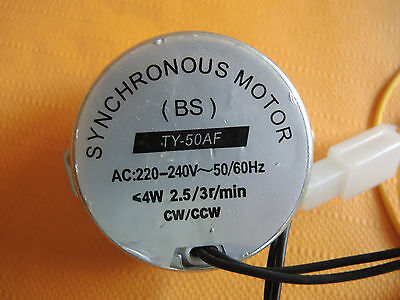 SYNCHRONOUS MOTOR
(BS)
TY-50AF
AC:220-240V~50/60Hz
≤4W 2.5/3r/min
CW/CCW